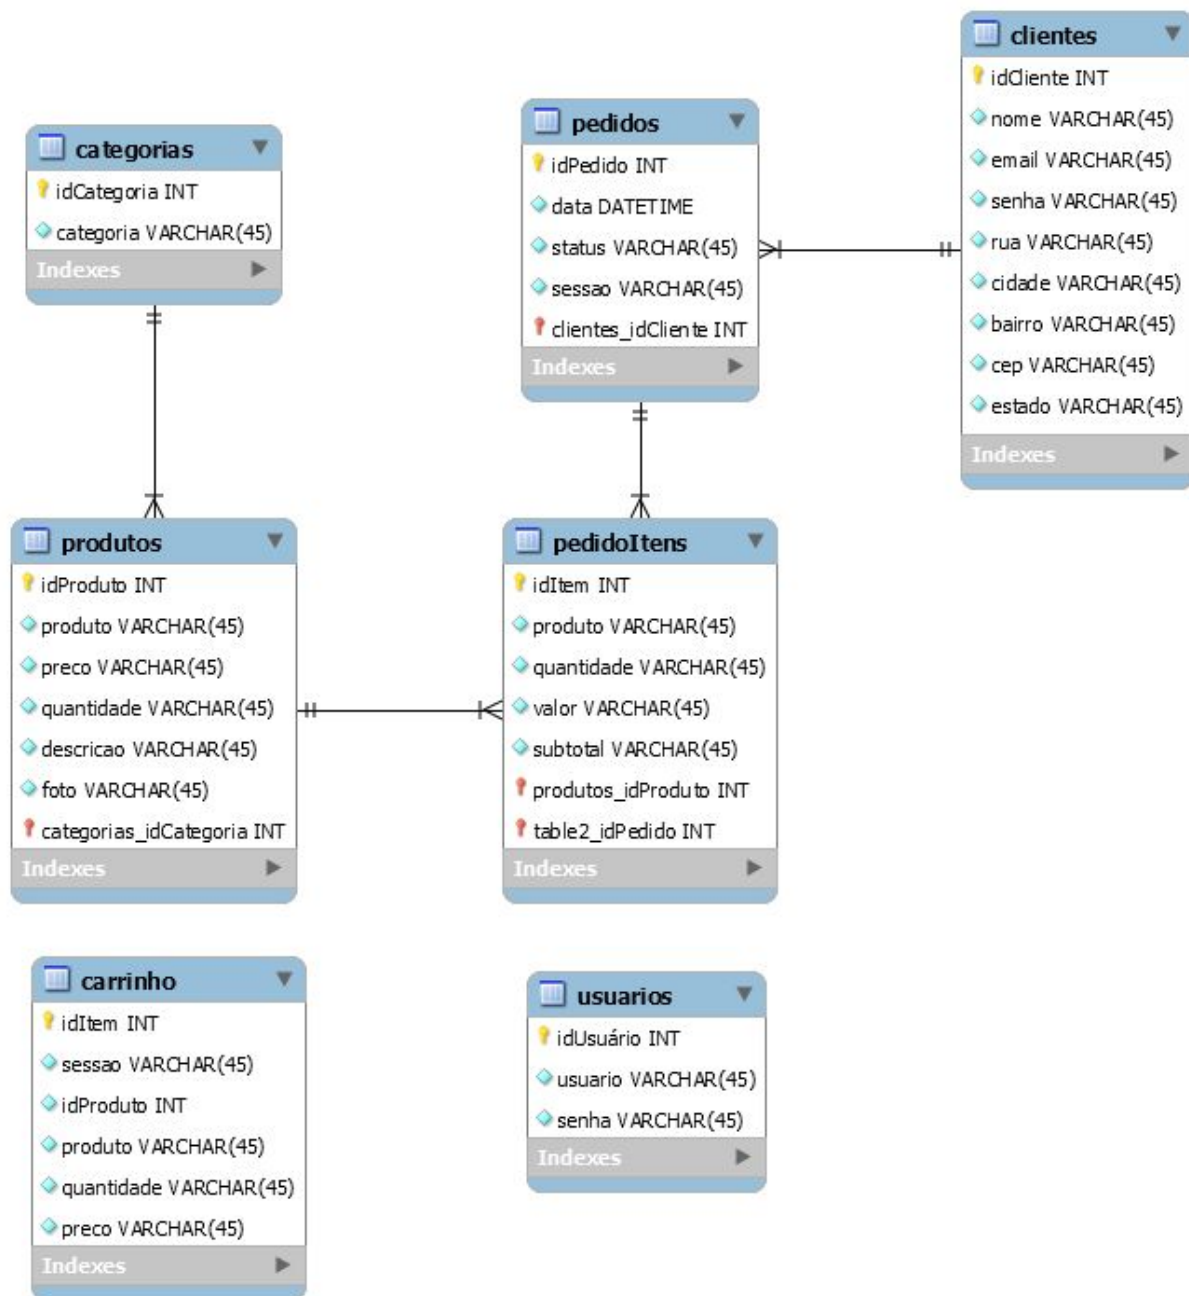 categorias
idCategoria INT
categoria VARCHAR(45)
Indexes
pedidos
idPedido INT
data DATETIME
status VARCHAR(45)
sessao VARCHAR(45)
clientes_idCliente INT
Indexes
clientes
idCliente INT
nome VARCHAR(45)
email VARCHAR(45)
senha VARCHAR(45)
rua VARCHAR(45)
cidade VARCHAR(45)
bairro VARCHAR(45)
cep VARCHAR(45)
estado VARCHAR(45)
Indexes
produtos
idProduto INT
produto VARCHAR(45)
preco VARCHAR(45)
quantidade VARCHAR(45)
descricao VARCHAR(45)
foto VARCHAR(45)
categorias_idCategoria INT
Indexes
pedidoItens
idItem INT
produto VARCHAR(45)
quantidade VARCHAR(45)
valor VARCHAR(45)
subtotal VARCHAR(45)
produtos_idProduto INT
table2_idPedido INT
Indexes
carrinho
idItem INT
sessao VARCHAR(45)
idProduto INT
produto VARCHAR(45)
quantidade VARCHAR(45)
preco VARCHAR(45)
Indexes
usuarios
idUsuário INT
usuario VARCHAR(45)
senha VARCHAR(45)
Indexes